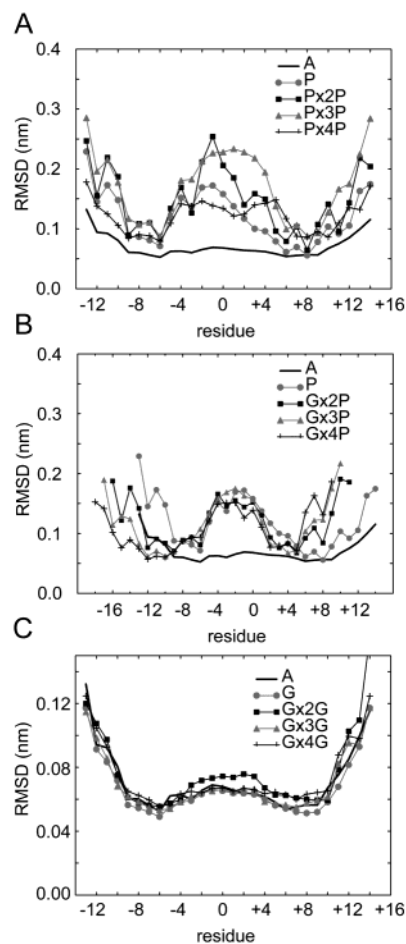 A
0.4
0.3
0.2
0.1
0.0
RMSD (nm)
A
P
Px2P
Px3P
Px4P
-12 -8 -4 0 +4 +8 +12 +16
residue
B
0.4
0.3
0.2
0.1
0.0
RMSD (nm)
A
P
Gx2P
Gx3P
Gx4P
-16 -12 -8 -4 0 +4 +8 +12
residue
C
0.12
0.08
0.04
0.00
RMSD (nm)
A
G
Gx2G
Gx3G
Gx4G
-12 -8 -4 0 +4 +8 +12 +16
residue